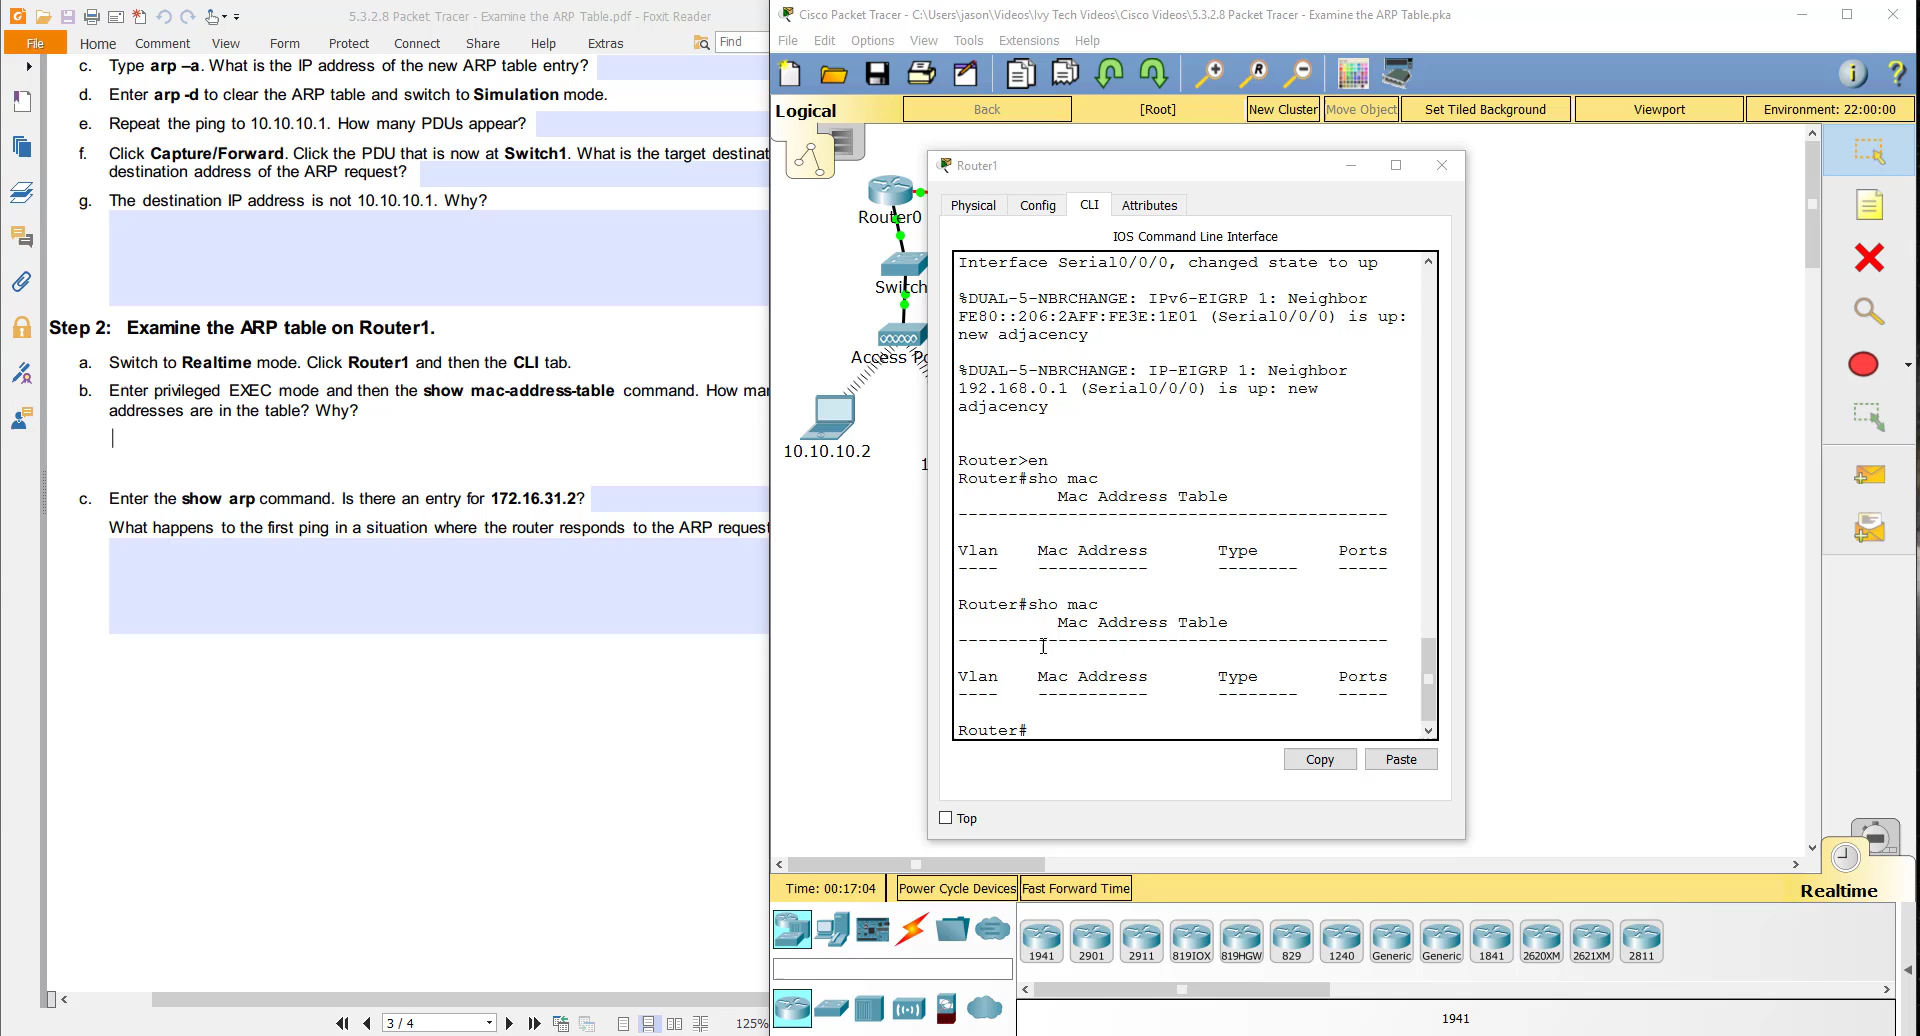 5.3.2.8 Packet Tracer - Examine the ARP Table.pdf - Foxit Reader
File Home Comment View Form Protect Connect Share Help Extras Find
c. Type arp –a. What is the IP address of the new ARP table entry?
d. Enter arp -d to clear the ARP table and switch to Simulation mode.
e. Repeat the ping to 10.10.10.1. How many PDUs appear?
f. Click Capture/Forward. Click the PDU that is now at Switch1. What is the target destinat
destination address of the ARP request?
g. The destination IP address is not 10.10.10.1. Why?
Step 2: Examine the ARP table on Router1.
a. Switch to Realtime mode. Click Router1 and then the CLI tab.
b. Enter privileged EXEC mode and then the show mac-address-table command. How mar
addresses are in the table? Why?
c. Enter the show arp command. Is there an entry for 172.16.31.2?
What happens to the first ping in a situation where the router responds to the ARP request
3 / 4
125%
Cisco Packet Tracer - C:\Users\jason\Videos\Ivy Tech Videos\Cisco Videos\5.3.2.8 Packet Tracer - Examine the ARP Table.pka
File Edit Options View Tools Extensions Help
Logical Back [Root] New Cluster Move Object Set Tiled Background Viewport Environment: 22:00:00
Router0
Switch
Access Po
10.10.10.2
1
Router1
Physical Config CLI Attributes
IOS Command Line Interface
Interface Serial0/0/0, changed state to up
%DUAL-5-NBRCHANGE: IPv6-EIGRP 1: Neighbor
FE80::206:2AFF:FE3E:1E01 (Serial0/0/0) is up:
new adjacency
%DUAL-5-NBRCHANGE: IP-EIGRP 1: Neighbor
192.168.0.1 (Serial0/0/0) is up: new
adjacency
Router>en
Router#sho mac
Mac Address Table
-------------------------------------------
Vlan Mac Address Type Ports
---- ----------- -------- -----
Router#sho mac
Mac Address Table
-------------------------------------------
Vlan Mac Address Type Ports
---- ----------- -------- -----
Router#
Copy Paste
Top
Time: 00:17:04 Power Cycle Devices Fast Forward Time
Realtime
1941 2901 2911 819IOX 819HGW 829 1240 Generic Generic 1841 2620XM 2621XM 2811
1941